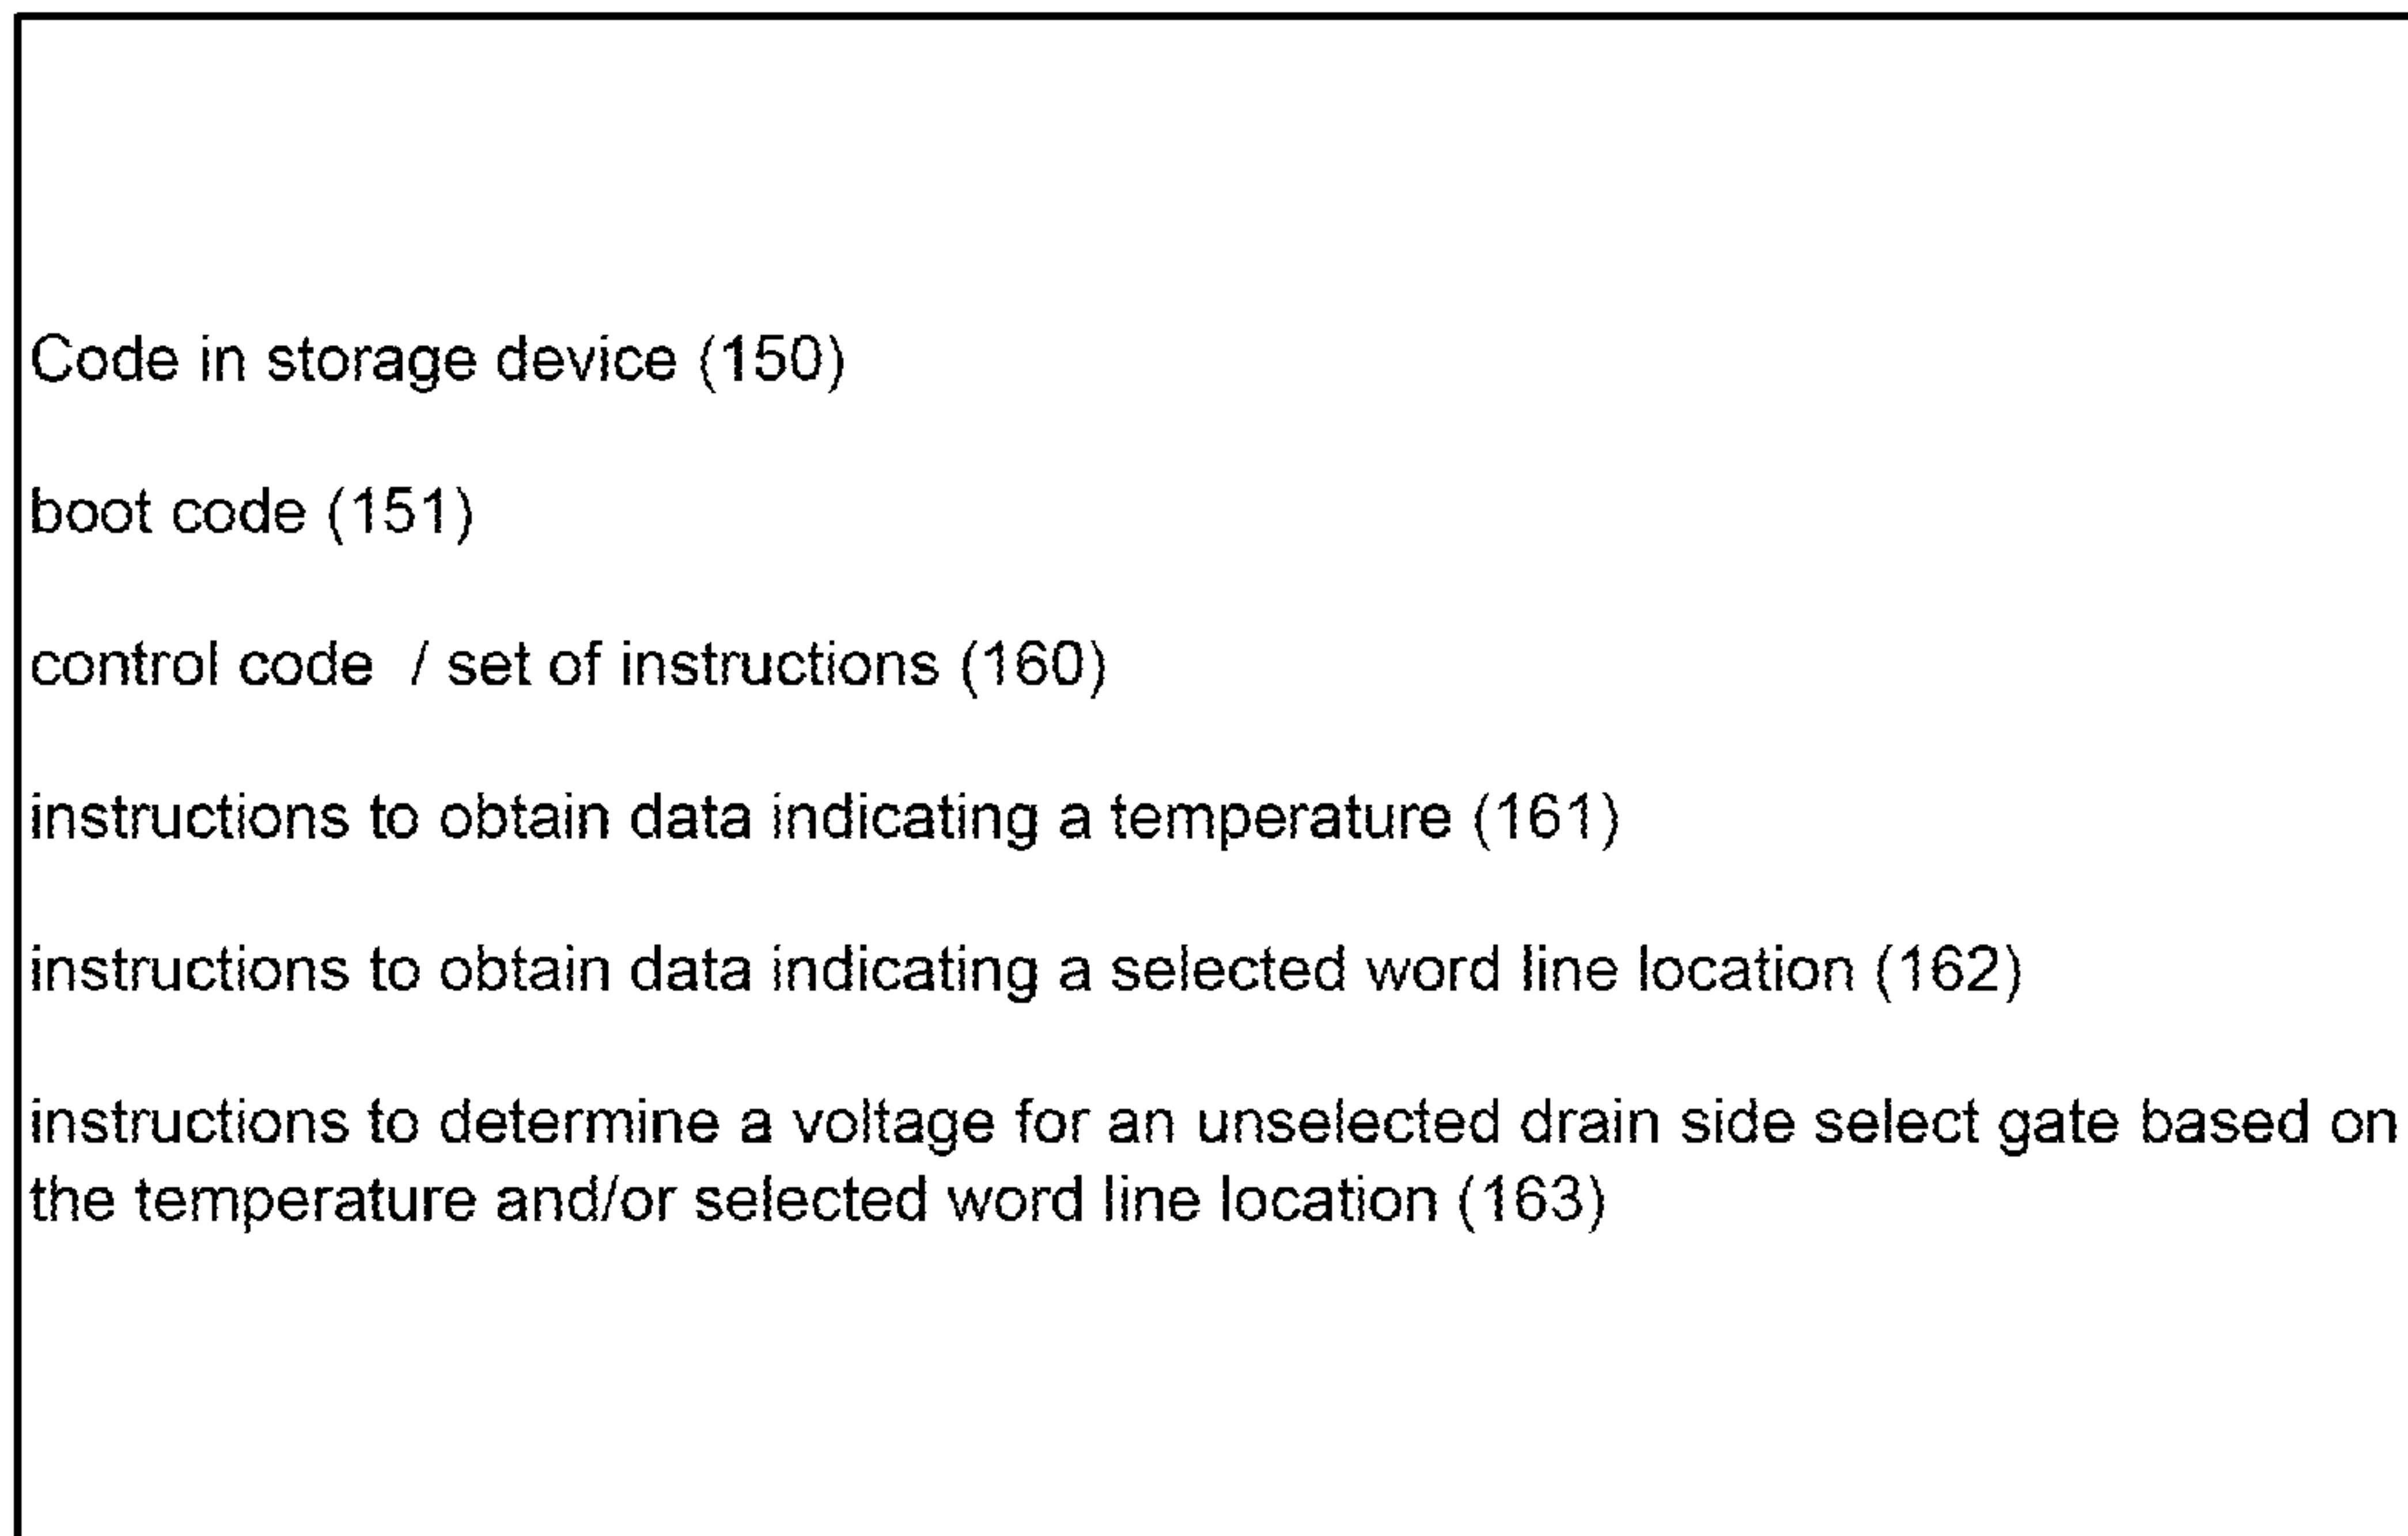 Code in storage device (150)
boot code (151)
control code / set of instructions (160)
instructions to obtain data indicating a temperature (161)
instructions to obtain data indicating a selected word line location (162)
instructions to determine a voltage for an unselected drain side select gate based on
the temperature and/or selected word line location (163)